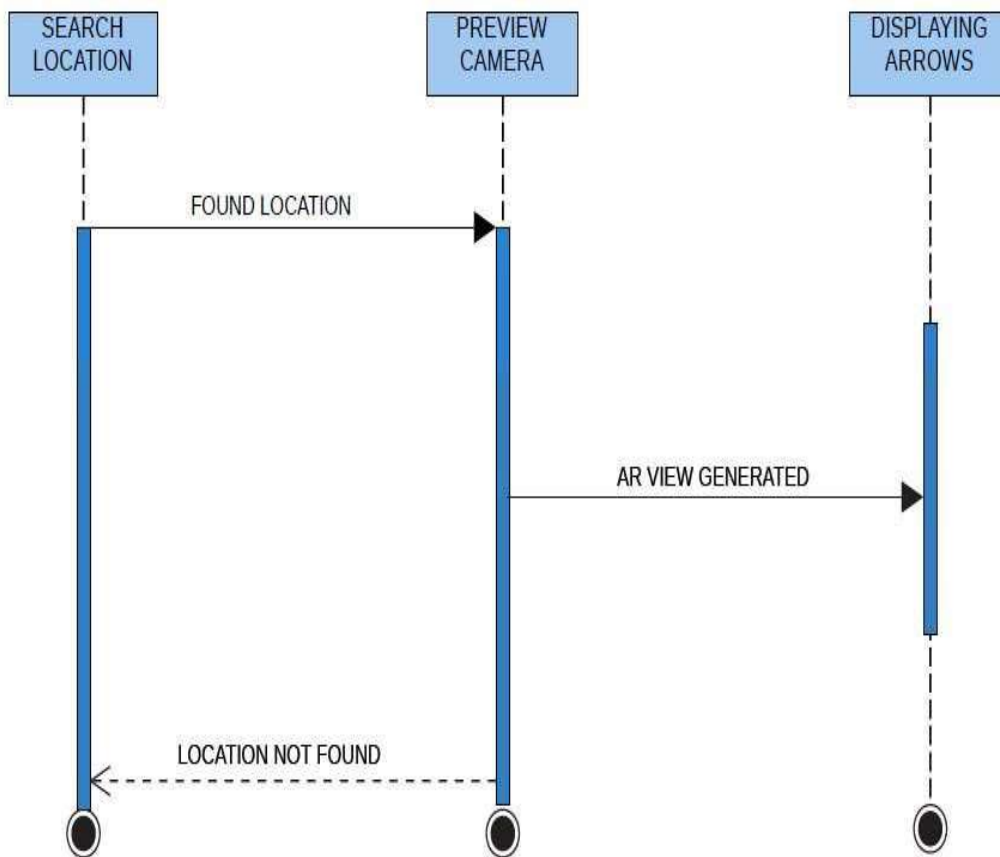 SEARCH
LOCATION
PREVIEW
CAMERA
DISPLAYING
ARROWS
FOUND LOCATION
AR VIEW GENERATED
LOCATION NOT FOUND